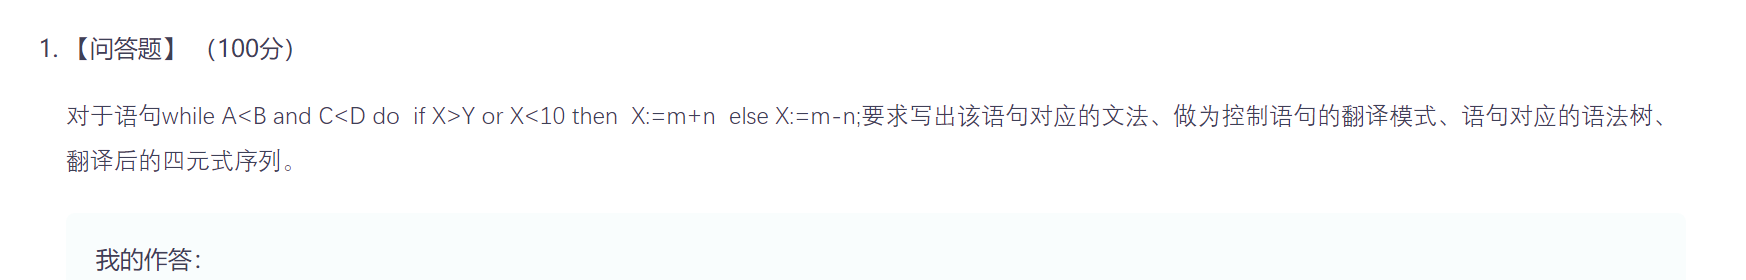 1. 【问答题】 （100分）
对于语句while A<B and C<D do if X>Y or X<10 then X:=m+n else X:=m-n;要求写出该语句对应的文法、做为控制语句的翻译模式、语句对应的语法树、
翻译后的四元式序列。
我的作答：